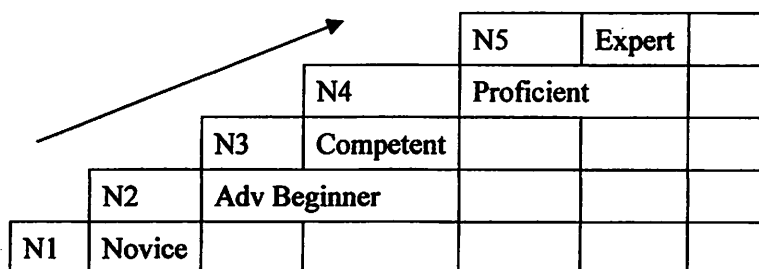 N5 Expert
N4 Proficient
N3 Competent
N2 Adv Beginner
N1 Novice